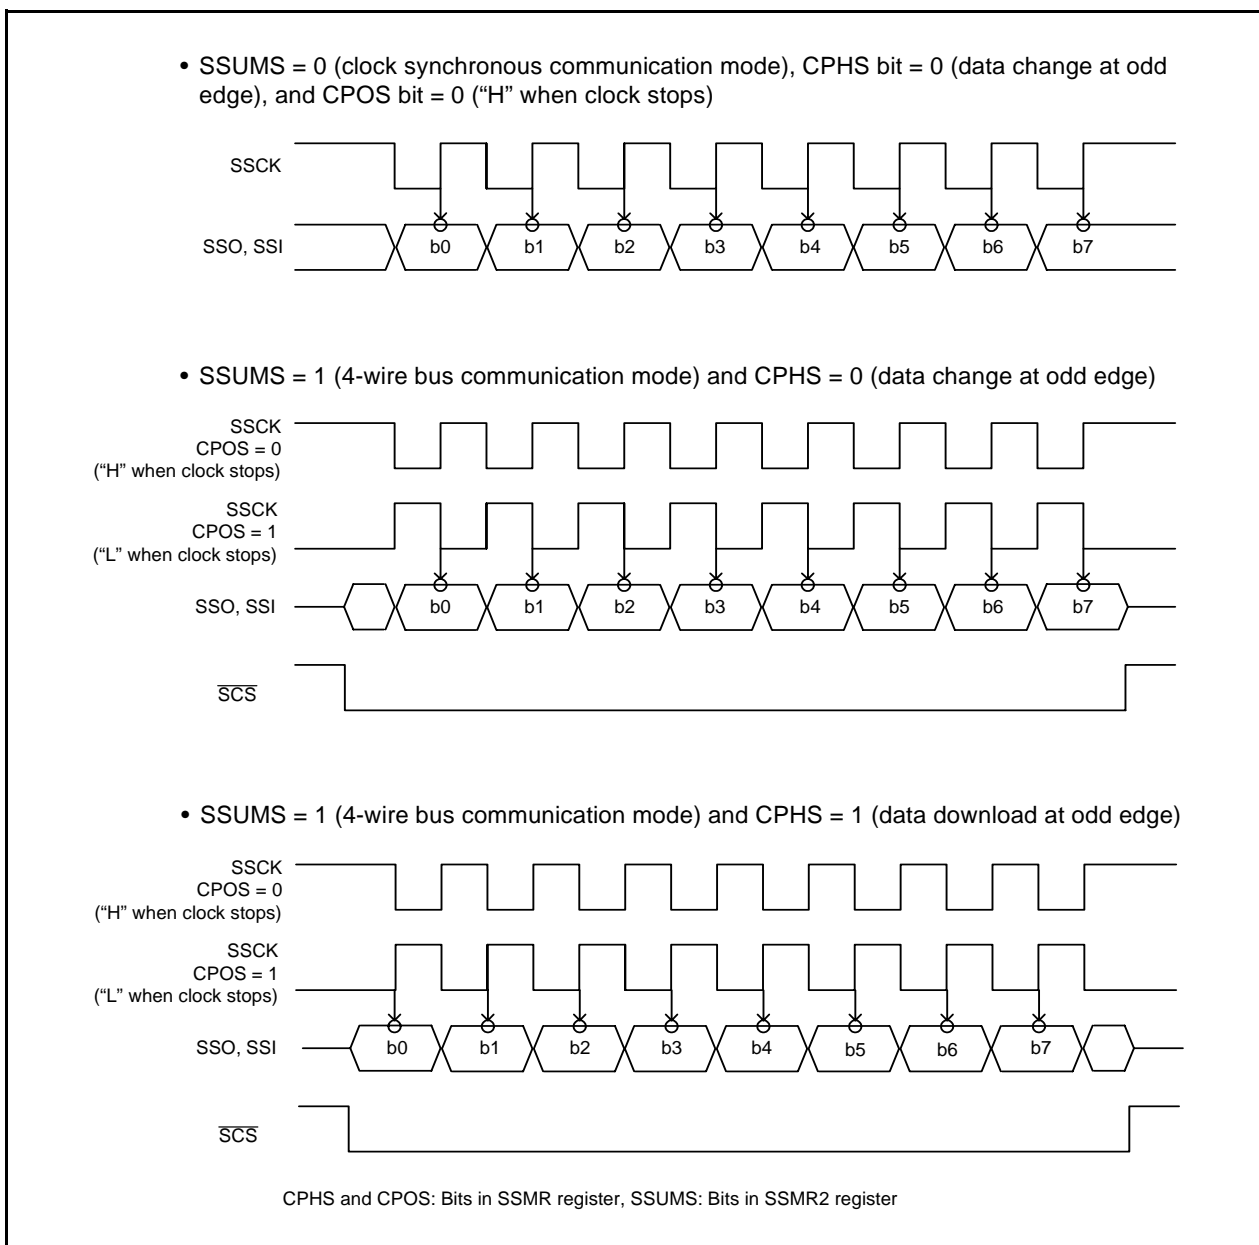 • SSUMS = 0 (clock synchronous communication mode), CPHS bit = 0 (data change at odd
edge), and CPOS bit = 0 (“H” when clock stops)
SSCK
SSO, SSI b0 b1 b2 b3 b4 b5 b6 b7
• SSUMS = 1 (4-wire bus communication mode) and CPHS = 0 (data change at odd edge)
SSCK
CPOS = 0
(“H” when clock stops)
SSCK
CPOS = 1
(“L” when clock stops)
SSO, SSI b0 b1 b2 b3 b4 b5 b6 b7
SCS
• SSUMS = 1 (4-wire bus communication mode) and CPHS = 1 (data download at odd edge)
SSCK
CPOS = 0
(“H” when clock stops)
SSCK
CPOS = 1
(“L” when clock stops)
SSO, SSI b0 b1 b2 b3 b4 b5 b6 b7
SCS
CPHS and CPOS: Bits in SSMR register, SSUMS: Bits in SSMR2 register